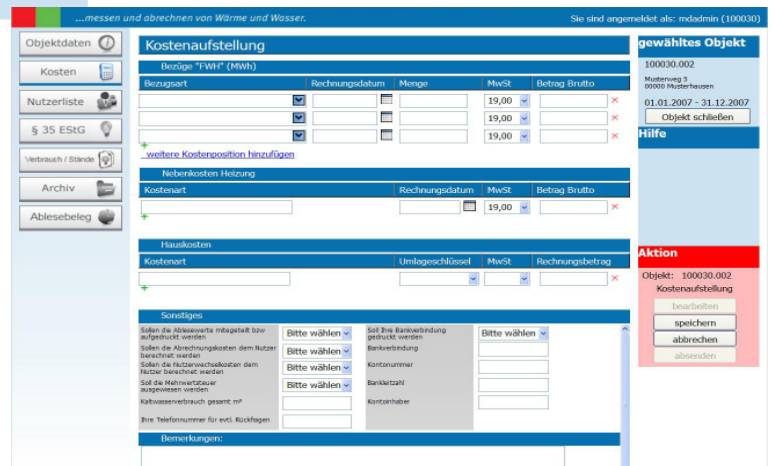 ...messen und abrechnen von Wärme und Wasser.
Sie sind angemeldet als: mdadmin (100030)
Objektdaten
Kosten
Nutzerliste
§ 35 EStG
Verbrauch / Stände
Archiv
Ablesebeleg
Kostenaufstellung
Bezüge "FWH" (MWh)
Bezugsart Rechnungsdatum Menge MwSt Betrag Brutto
19,00
19,00
19,00
weitere Kostenposition hinzufügen
Nebenkosten Heizung
Kostenart Rechnungsdatum MwSt Betrag Brutto
19,00
Hauskosten
Kostenart Umlageschlüssel MwSt Rechnungsbetrag
Sonstiges
Sollen die Ablesewerte mitgeteilt bzw
aufgedruckt werden
Bitte wählen
Sollen die Abrechnungskosten dem Nutzer
berechnet werden
Bitte wählen
Sollen die Nutzerwechselkosten dem
Nutzer berechnet werden
Bitte wählen
Soll die Mehrwertsteuer
ausgewiesen werden
Bitte wählen
Kaltwasserverbrauch gesamt m³
Ihre Telefonnummer für evtl. Rückfragen
Soll Ihre Bankverbindung
gedruckt werden
Bitte wählen
Bankverbindung
Kontonummer
Bankleitzahl
Kontoinhaber
Bemerkungen:
gewähltes Objekt
100030.002
Musterweg 5
00000 Musterhausen
01.01.2007 - 31.12.2007
Objekt schließen
Hilfe
Aktion
Objekt: 100030.002
Kostenaufstellung
bearbeiten
speichern
abbrechen
absenden